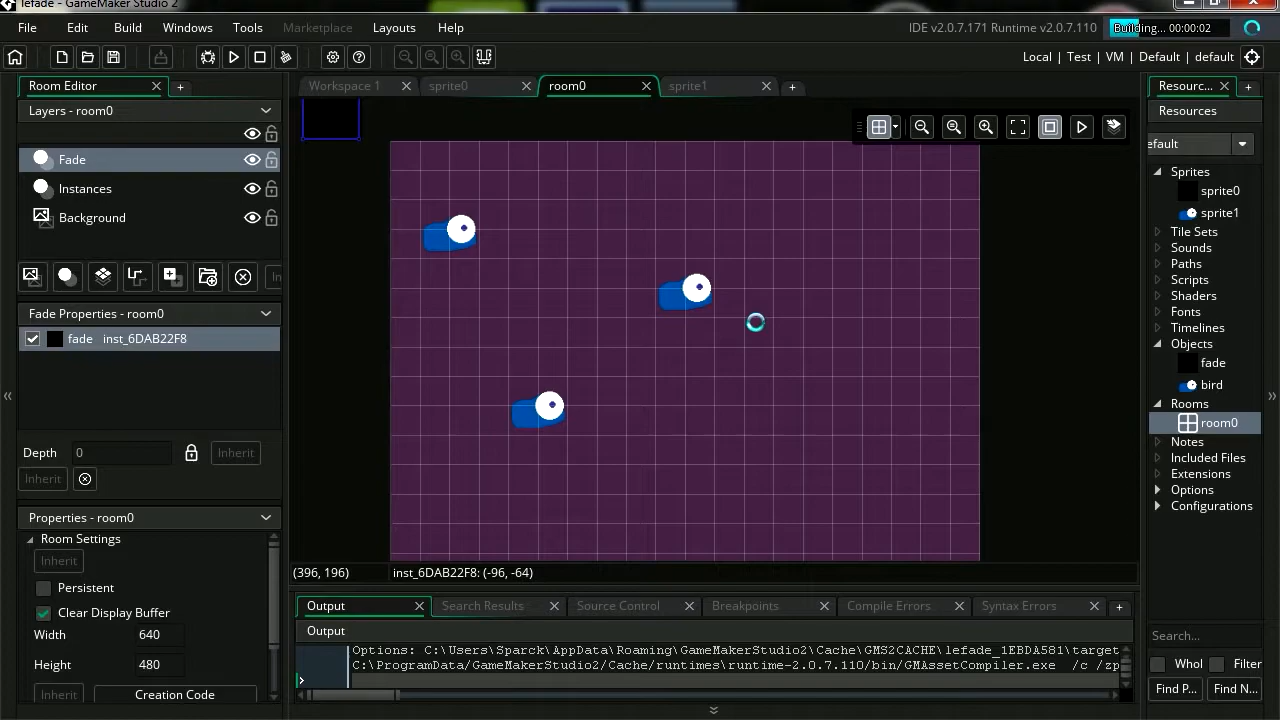 lefade - GameMaker Studio 2
File Edit Build Windows Tools Marketplace Layouts Help
IDE v2.0.7.171 Runtime v2.0.7.110 Building... 00:00:02
Local | Test | VM | Default | default
Room Editor
Workspace 1 sprite0 room0 sprite1
Resourc...
Layers - room0
Resources
efault
Fade
Instances
Background
Sprites
sprite0
sprite1
Tile Sets
Sounds
Paths
Scripts
Shaders
Fonts
Timelines
Objects
fade
bird
Rooms
room0
Notes
Included Files
Extensions
Options
Configurations
In
Fade Properties - room0
fade inst_6DAB22F8
Depth 0 Inherit
Inherit
Properties - room0
Room Settings
Inherit
Persistent
Clear Display Buffer
Width 640
Height 480
Inherit Creation Code
(396, 196) inst_6DAB22F8: (-96, -64)
Output Search Results Source Control Breakpoints Compile Errors Syntax Errors
Output
Options: C:\Users\Sparck\AppData\Roaming\GameMakerStudio2\Cache\GMS2CACHE\lefade_1EBDA581\target
C:\ProgramData/GameMakerStudio2/Cache/runtimes\runtime-2.0.7.110/bin/GMAssetCompiler.exe /c /zp
Search...
Whol Filter
Find P... Find N...